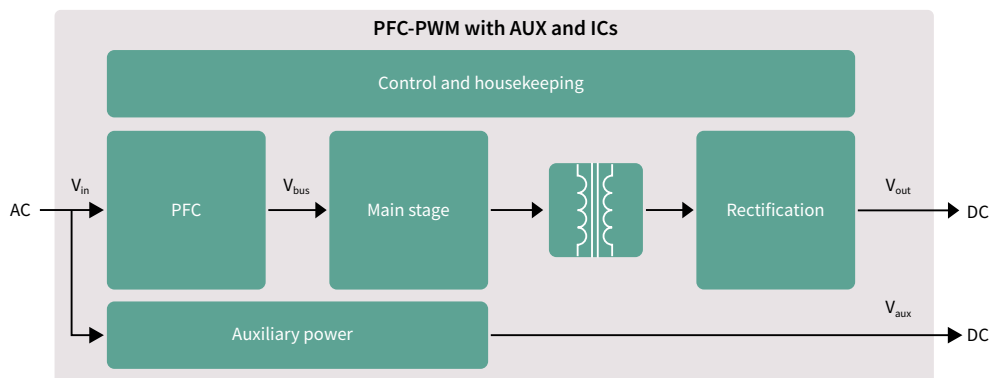 PFC-PWM with AUX and ICs
Control and housekeeping
AC
Vin
PFC
Vbus
Main stage
Rectification
Vout
DC
Auxiliary power
Vaux
DC